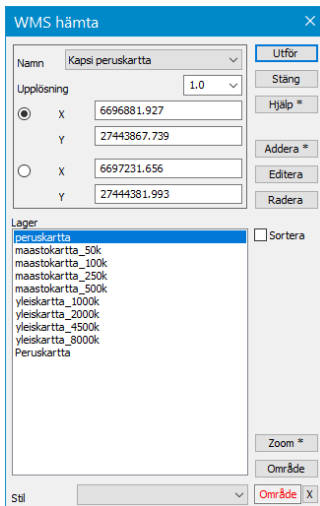 WMS hämta
Namn Kapsi peruskartta Utför
Upplösning 1.0 Stäng
X 6696881.927 Hjälp *
Y 27443867.739
Addera *
X 6697231.656 Editera
Y 27444381.993 Radera
Lager
peruskartta Sortera
maastokartta_50k
maastokartta_100k
maastokartta_250k
maastokartta_500k
yleiskartta_1000k
yleiskartta_2000k
yleiskartta_4500k
yleiskartta_8000k
Peruskartta
Zoom *
Område
Stil Område X